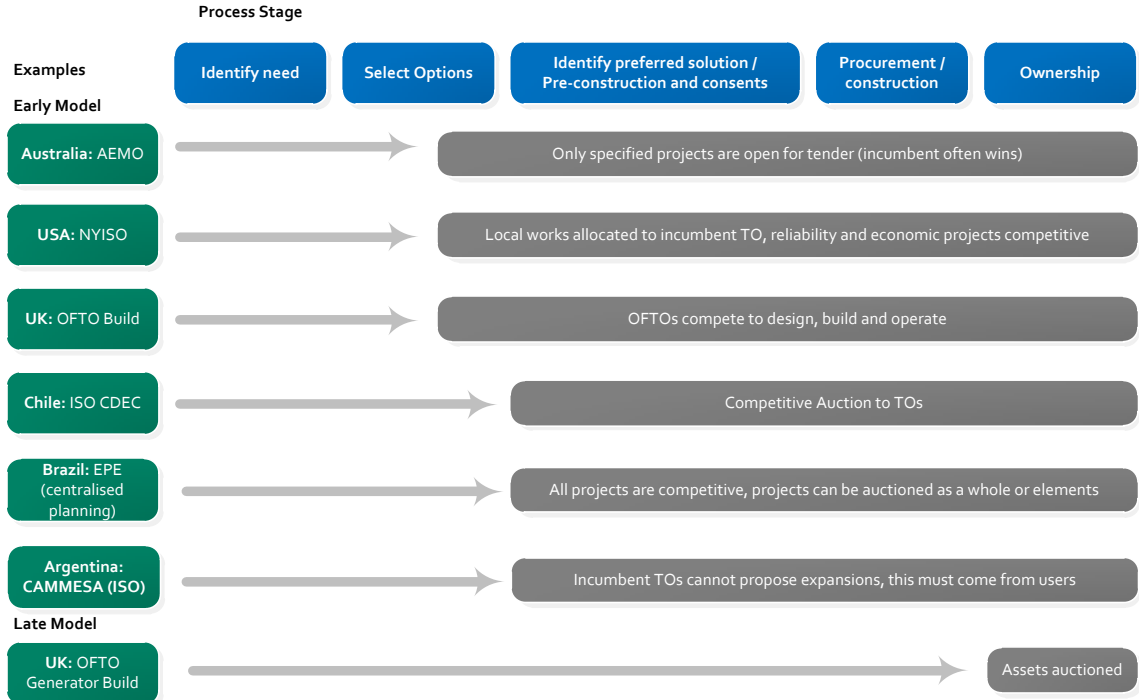 Process Stage
Examples
Identify need
Select Options
Identify preferred solution /
Pre-construction and consents
Procurement /
construction
Ownership
Early Model
Australia: AEMO
Only specified projects are open for tender (incumbent often wins)
USA: NYISO
Local works allocated to incumbent TO, reliability and economic projects competitive
UK: OFTO Build
OFTOs compete to design, build and operate
Chile: ISO CDEC
Competitive Auction to TOs
Brazil: EPE
(centralised
planning)
All projects are competitive, projects can be auctioned as a whole or elements
Argentina:
CAMMESA (ISO)
Incumbent TOs cannot propose expansions, this must come from users
Late Model
UK: OFTO
Generator Build
Assets auctioned